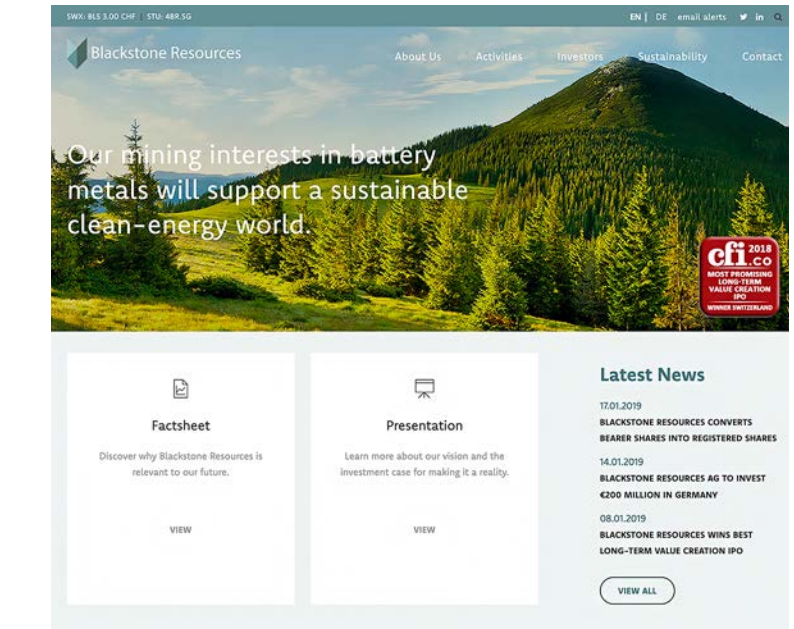 SWX: BLS 3.00 CHF | STU: 4BR.SG
EN | DE email alerts
Blackstone Resources
About Us Activities Investors Sustainability Contact
Our mining interests in battery
metals will support a sustainable
clean-energy world.
cfi.co 2018
MOST PROMISING
LONG-TERM
VALUE CREATION
IPO
WINNER SWITZERLAND
Factsheet
Discover why Blackstone Resources is
relevant to our future.
VIEW
Presentation
Learn more about our vision and the
investment case for making it a reality.
VIEW
Latest News
17.01.2019
BLACKSTONE RESOURCES CONVERTS
BEARER SHARES INTO REGISTERED SHARES
14.01.2019
BLACKSTONE RESOURCES AG TO INVEST
€200 MILLION IN GERMANY
08.01.2019
BLACKSTONE RESOURCES WINS BEST
LONG-TERM VALUE CREATION IPO
VIEW ALL